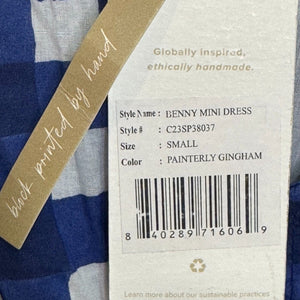 block printed by hand
Globally inspired,
ethically handmade.
Style Name : BENNY MINI DRESS
Style # : C23SP38037
Size : SMALL
Color : PAINTERLY GINGHAM
8 40289 71606 9
Learn more about our sustainable practices